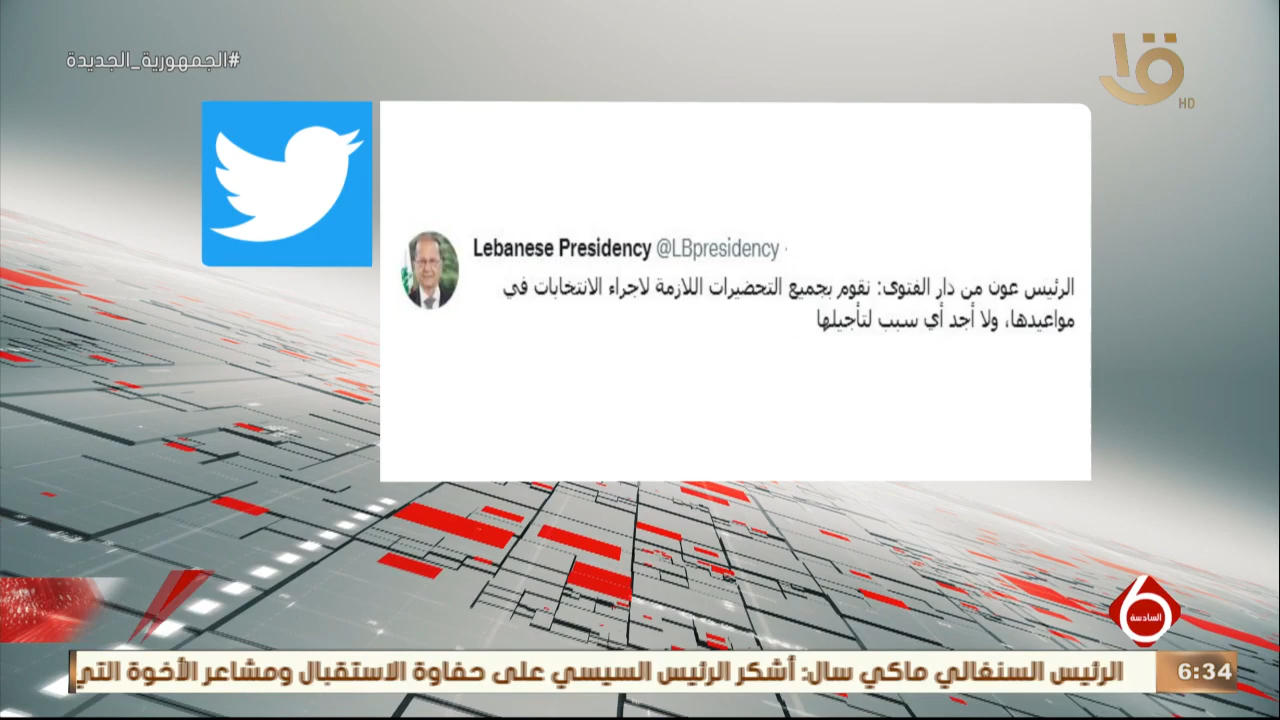 #الجمهورية_الجديدة
HD
Lebanese Presidency @LBpresidency ·
الرئيس عون من دار الفتوى: نقوم بجميع التحضيرات اللازمة لاجراء الانتخابات في
مواعيدها، ولا أجد أي سبب لتأجيلها
السادسة
6:34
الرئيس السنغالي ماكي سال: أشكر الرئيس السيسي على حفاوة الاستقبال ومشاعر الأخوة التي